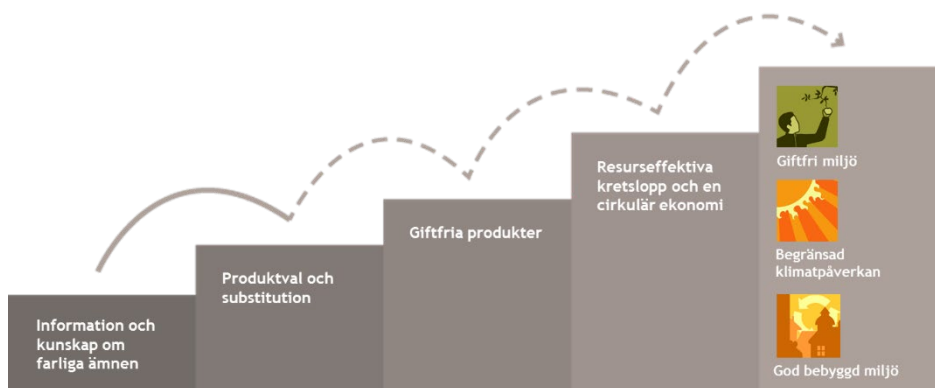 Information och
kunskap om
farliga ämnen
Produktval och
substitution
Giftfria produkter
Resurseffektiva
kretslopp och en
cirkulär ekonomi
Giftfri miljö
Begränsad
klimatpåverkan
God bebyggd miljö